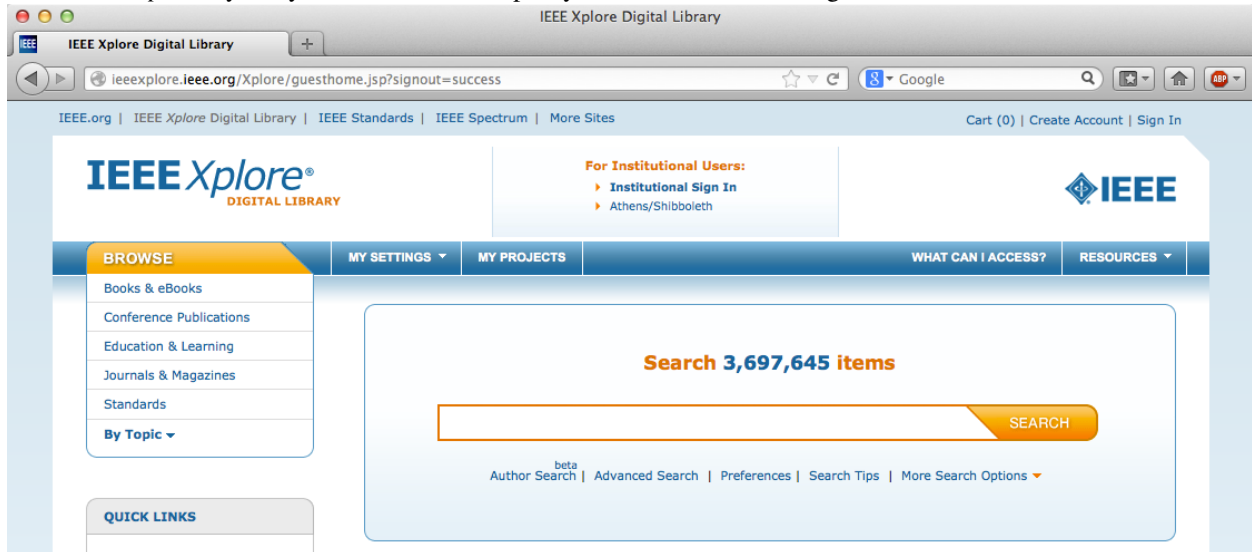 IEEE Xplore Digital Library
IEEE IEEE Xplore Digital Library +
ieeexplore.ieee.org/Xplore/guesthome.jsp?signout=success
8 Google
ABP
IEEE.org | IEEE Xplore Digital Library | IEEE Standards | IEEE Spectrum | More Sites
Cart (0) | Create Account | Sign In
IEEE Xplore®
DIGITAL LIBRARY
For Institutional Users:
Institutional Sign In
Athens/Shibboleth
IEEE
BROWSE
MY SETTINGS
MY PROJECTS
WHAT CAN I ACCESS?
RESOURCES
Books & eBooks
Conference Publications
Education & Learning
Journals & Magazines
Standards
By Topic
Search 3,697,645 items
SEARCH
beta
Author Search | Advanced Search | Preferences | Search Tips | More Search Options
QUICK LINKS